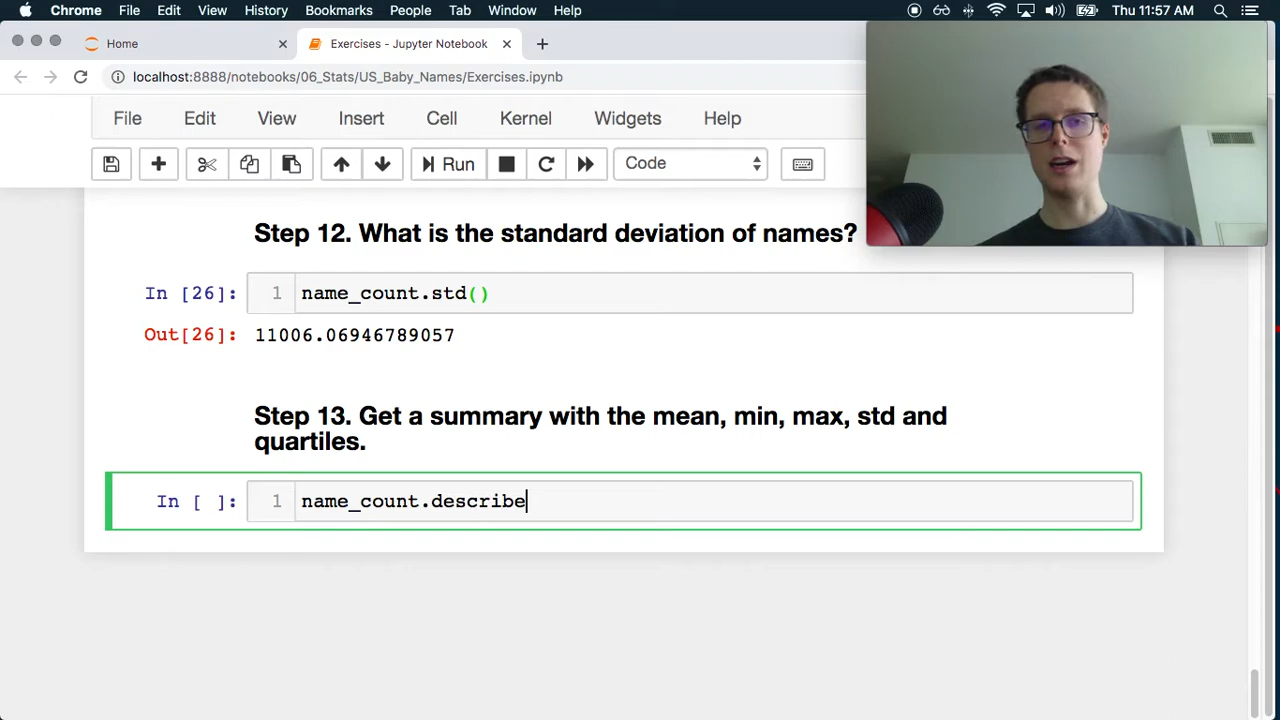 Chrome File Edit View History Bookmarks People Tab Window Help Thu 11:57 AM
Home Exercises - Jupyter Notebook
localhost:8888/notebooks/06_Stats/US_Baby_Names/Exercises.ipynb
File Edit View Insert Cell Kernel Widgets Help
Run Code
Step 12. What is the standard deviation of names?
In [26]: 1 name_count.std()
Out[26]: 11006.06946789057
Step 13. Get a summary with the mean, min, max, std and
quartiles.
In [ ]: 1 name_count.describe